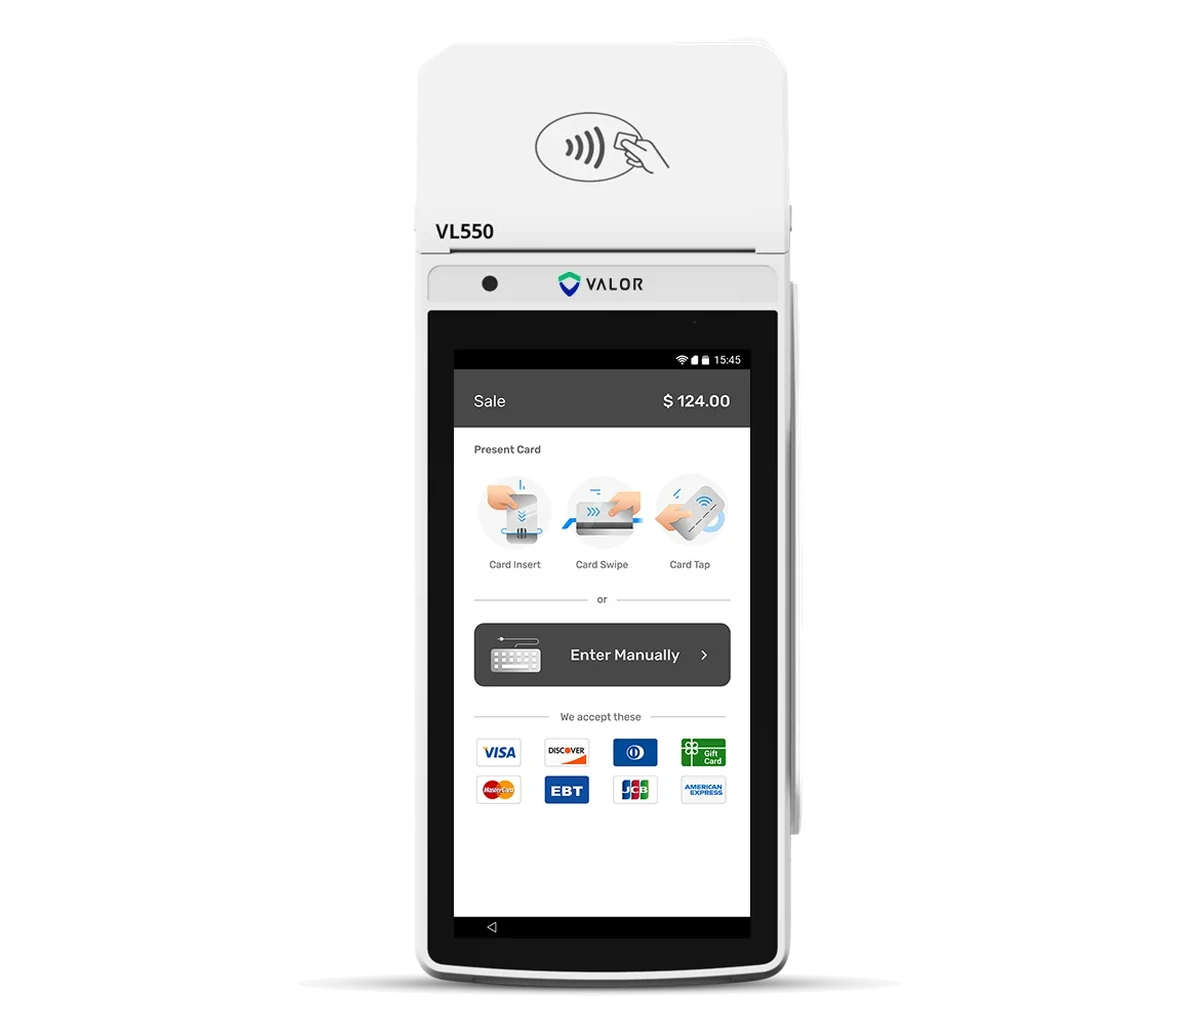 VL550
VALOR
15:45
Sale $ 124.00
Present Card
Card Insert Card Swipe Card Tap
or
Enter Manually
We accept these
VISA DISCOVER Gift Card
MasterCard EBT JCB AMERICAN EXPRESS